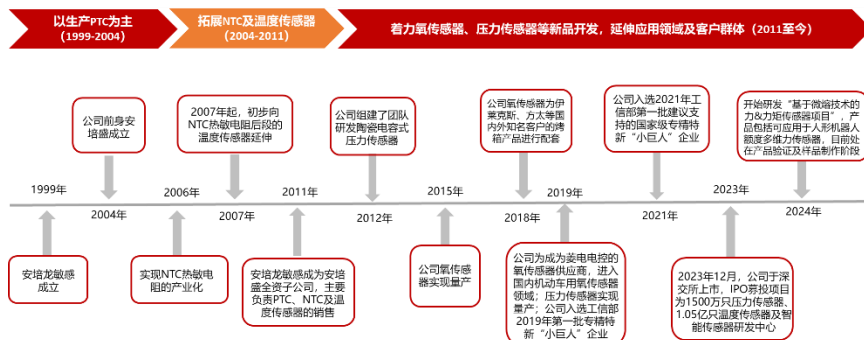 以生产PTC为主
（1999-2004）
拓展NTC及温度传感器
（2004-2011）
着力氧传感器、压力传感器等新品开发，延伸应用领域及客户群体（2011至今）
公司前身安
培盛成立
2007年起，初步向
NTC热敏电阻后段的
温度传感器延伸
公司组建了团队
研发陶瓷电容式
压力传感器
公司氧传感器为伊
莱克斯、方太等国
内外知名客户的烤
箱产品进行配套
公司入选2021年工
信部第一批建议支
持的国家级专精特
新“小巨人”企业
开始研发“基于微熔技术的
力&力矩传感器项目”，产
品包括可应用于人形机器人
额度多维力传感器，目前处
在产品验证及样品制作阶段
1999年
2006年
2011年
2015年
2019年
2023年
2004年
2007年
2012年
2018年
2021年
2024年
安培龙敏感
成立
实现NTC热敏电
阻的产业化
安培龙敏感成为安培
盛全资子公司，主要
负责PTC、NTC及温
度传感器的销售
公司氧传感
器实现量产
公司为成为菱电电控的
氧传感器供应商，进入
国内机动车用氧传感器
领域；压力传感器实现
量产；公司入选工信部
2019年第一批专精特
新“小巨人”企业
2023年12月，公司于深
交所上市，IPO募投项目
为1500万只压力传感器、
1.05亿只温度传感器及智
能传感器研发中心